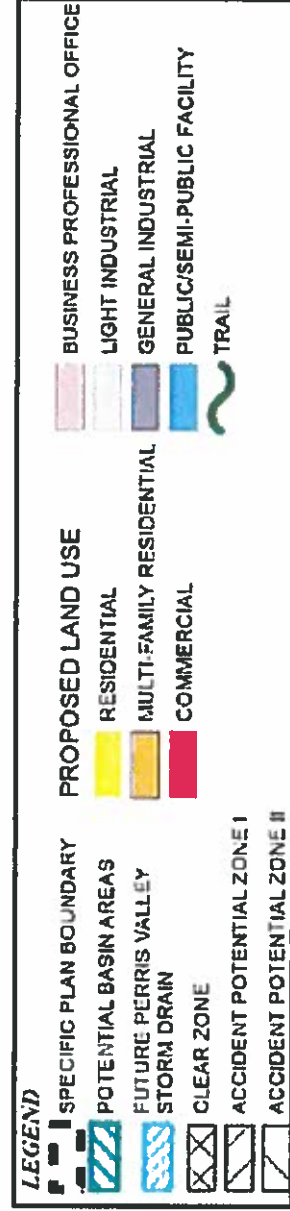 LEGEND
SPECIFIC PLAN BOUNDARY
POTENTIAL BASIN AREAS
FUTURE PERRIS VALLEY
STORM DRAIN
CLEAR ZONE
ACCIDENT POTENTIAL ZONE I
ACCIDENT POTENTIAL ZONE II
PROPOSED LAND USE
RESIDENTIAL
MULTI-FAMILY RESIDENTIAL
COMMERCIAL
BUSINESS PROFESSIONAL OFFICE
LIGHT INDUSTRIAL
GENERAL INDUSTRIAL
PUBLIC/SEMI-PUBLIC FACILITY
TRAIL